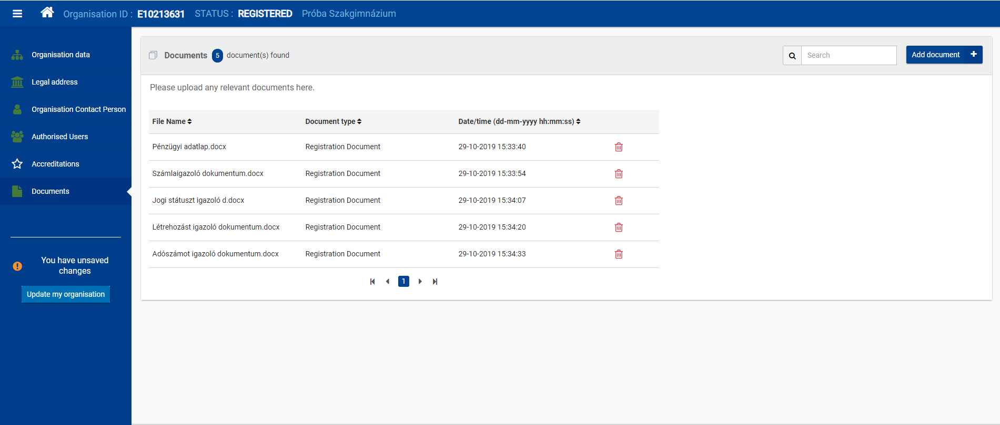 Organisation ID : E10213631 STATUS : REGISTERED Próba Szakgimnázium
Organisation data
Legal address
Organisation Contact Person
Authorised Users
Accreditations
Documents
You have unsaved
changes
Update my organisation
Documents 5 document(s) found
Search
Add document +
Please upload any relevant documents here.
File Name Document type Date/time (dd-mm-yyyy hh:mm:ss)
Pénzügyi adatlap.docx Registration Document 29-10-2019 15:33:40
Számlaigazoló dokumentum.docx Registration Document 29-10-2019 15:33:54
Jogi státuszt igazoló d.docx Registration Document 29-10-2019 15:34:07
Létrehozást igazoló dokumentum.docx Registration Document 29-10-2019 15:34:20
Adószámot igazoló dokumentum.docx Registration Document 29-10-2019 15:34:33
1